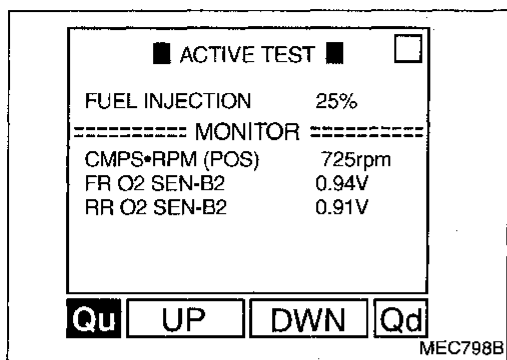 ■ ACTIVE TEST ■ □
FUEL INJECTION 25%
========== MONITOR ==========
CMPS•RPM (POS) 725rpm
FR O2 SEN-B2 0.94V
RR O2 SEN-B2 0.91V
Qu UP DWN Qd
MEC798B